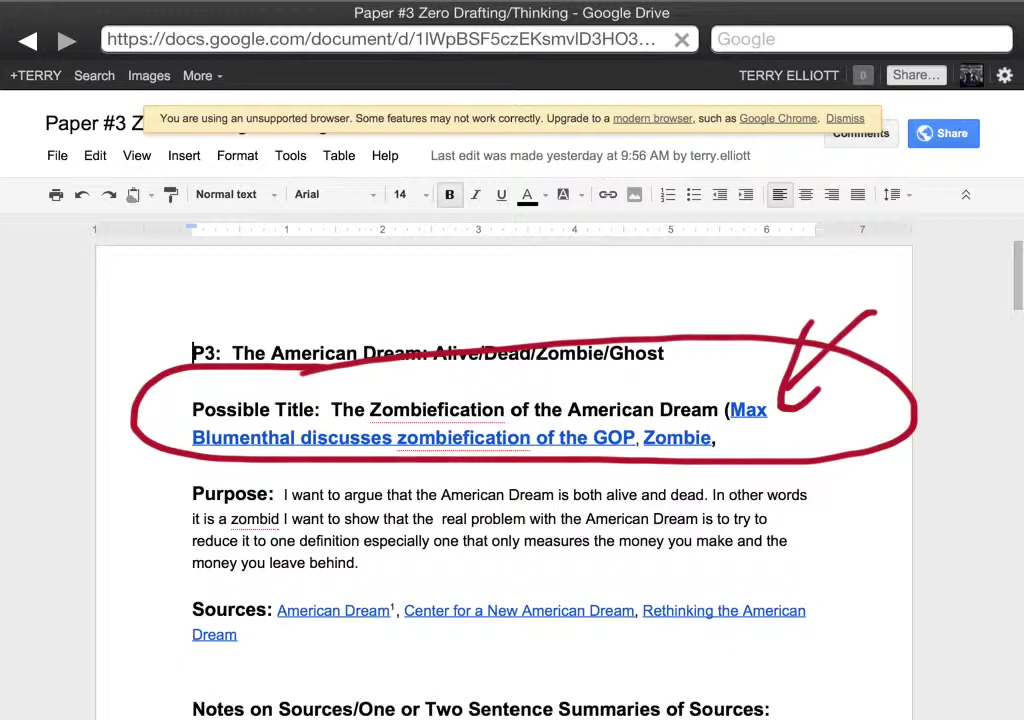 Paper #3 Zero Drafting/Thinking - Google Drive
https://docs.google.com/document/d/1lWpBSF5czEKsmvlD3HO3...
Google
+TERRY Search Images More
TERRY ELLIOTT 0 Share...
Paper #3 Z
You are using an unsupported browser. Some features may not work correctly. Upgrade to a modern browser, such as Google Chrome. Dismiss
Comments Share
File Edit View Insert Format Tools Table Help Last edit was made yesterday at 9:56 AM by terry.elliott
Normal text Arial 14 B I U A A
1 1 2 3 4 5 6 7
P3: The American Dream: Alive/Dead/Zombie/Ghost
Possible Title: The Zombiefication of the American Dream (Max
Blumenthal discusses zombiefication of the GOP, Zombie,
Purpose: I want to argue that the American Dream is both alive and dead. In other words
it is a zombid I want to show that the real problem with the American Dream is to try to
reduce it to one definition especially one that only measures the money you make and the
money you leave behind.
Sources: American Dream¹, Center for a New American Dream, Rethinking the American
Dream
Notes on Sources/One or Two Sentence Summaries of Sources: